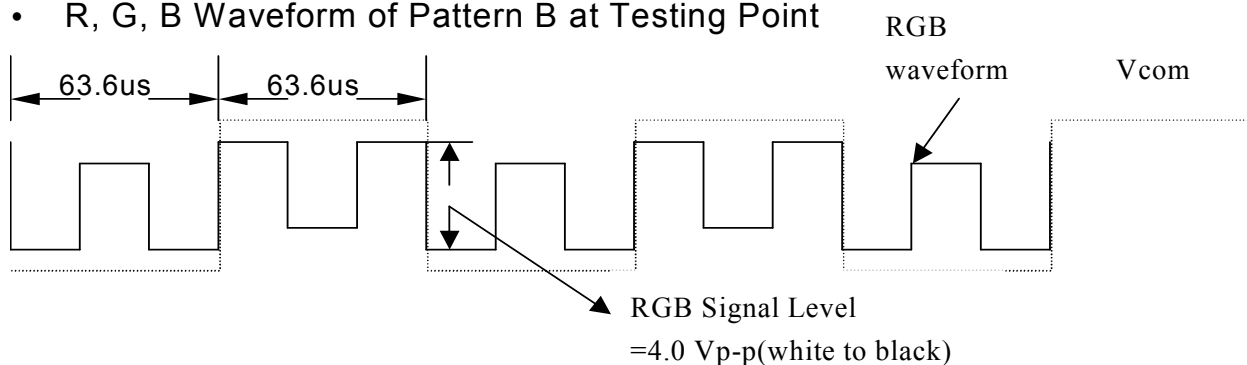 • R, G, B Waveform of Pattern B at Testing Point
RGB
waveform
Vcom
63.6us
63.6us
RGB Signal Level
=4.0 Vp-p(white to black)